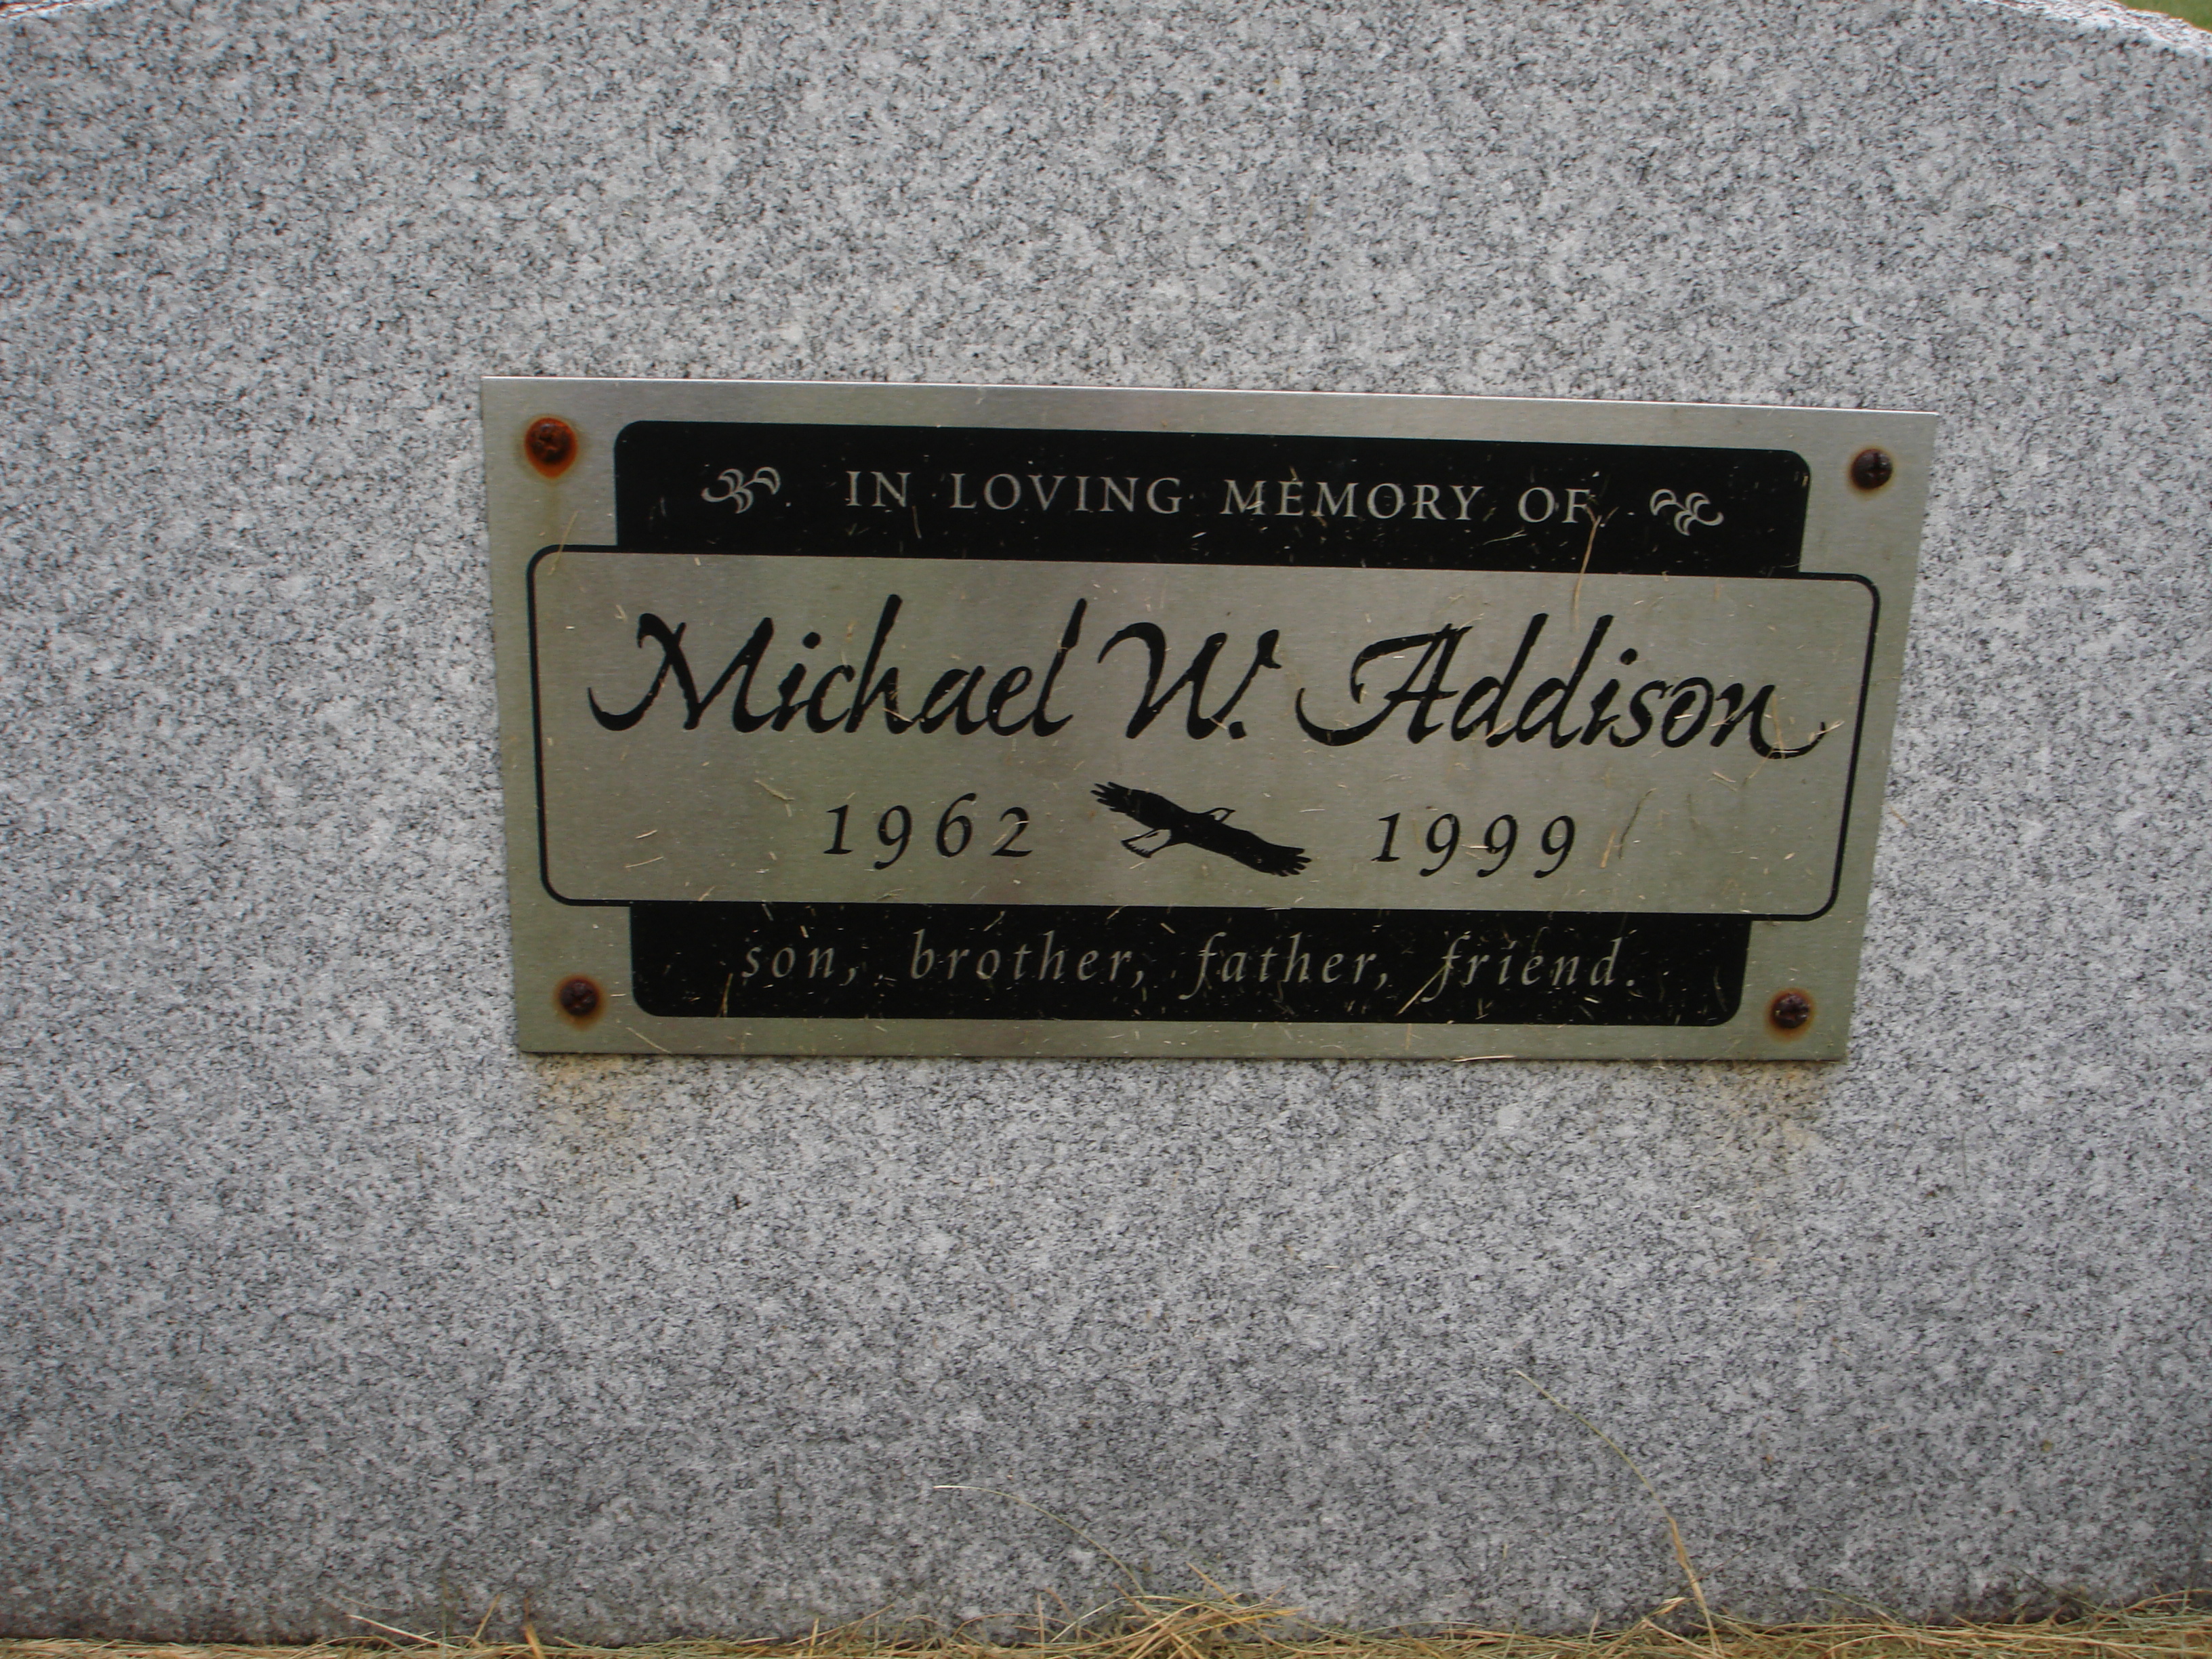 IN LOVING MEMORY OF
Michael W. Addison
1962 1999
son, brother, father, friend.